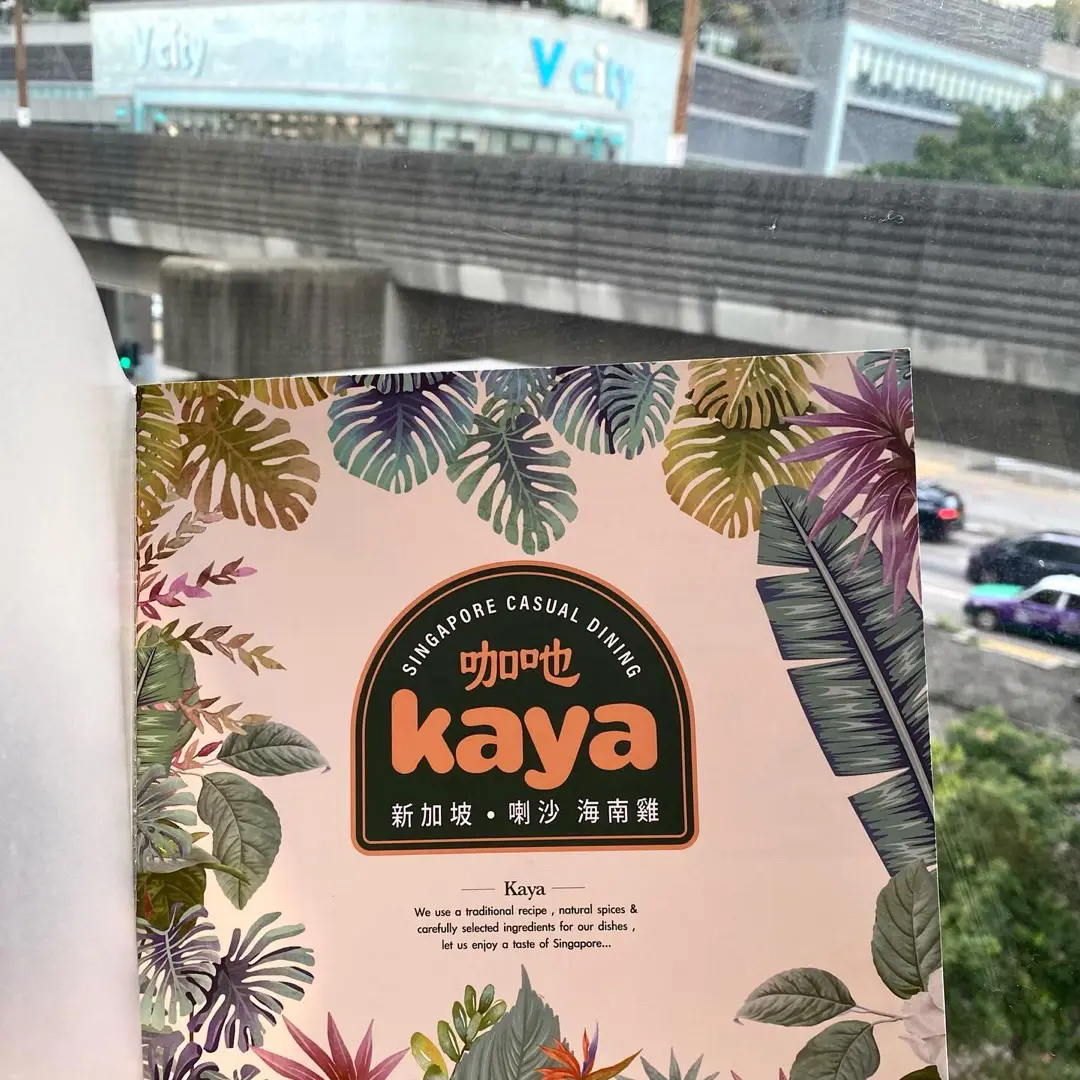 V city
V city
SINGAPORE CASUAL DINING
咖吔
kaya
新加坡・喇沙 海南雞
Kaya
We use a traditional recipe , natural spices &
carefully selected ingredients for our dishes ,
let us enjoy a taste of Singapore...